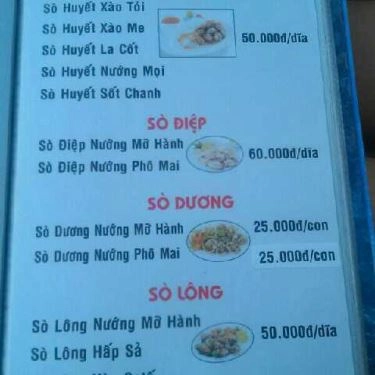 Sò Huyết Xào Tỏi
Sò Huyết Xào Me
50.000đ/dĩa
Sò Huyết La Cốt
Sò Huyết Nướng Mọi
Sò Huyết Sốt Chanh
SÒ ĐIỆP
Sò Điệp Nướng Mỡ Hành
60.000đ/dĩa
Sò Điệp Nướng Phô Mai
SÒ DƯƠNG
Sò Dương Nướng Mỡ Hành
25.000đ/con
Sò Dương Nướng Phô Mai
25.000đ/con
SÒ LÔNG
Sò Lông Nướng Mỡ Hành
50.000đ/dĩa
Sò Lông Hấp Sả